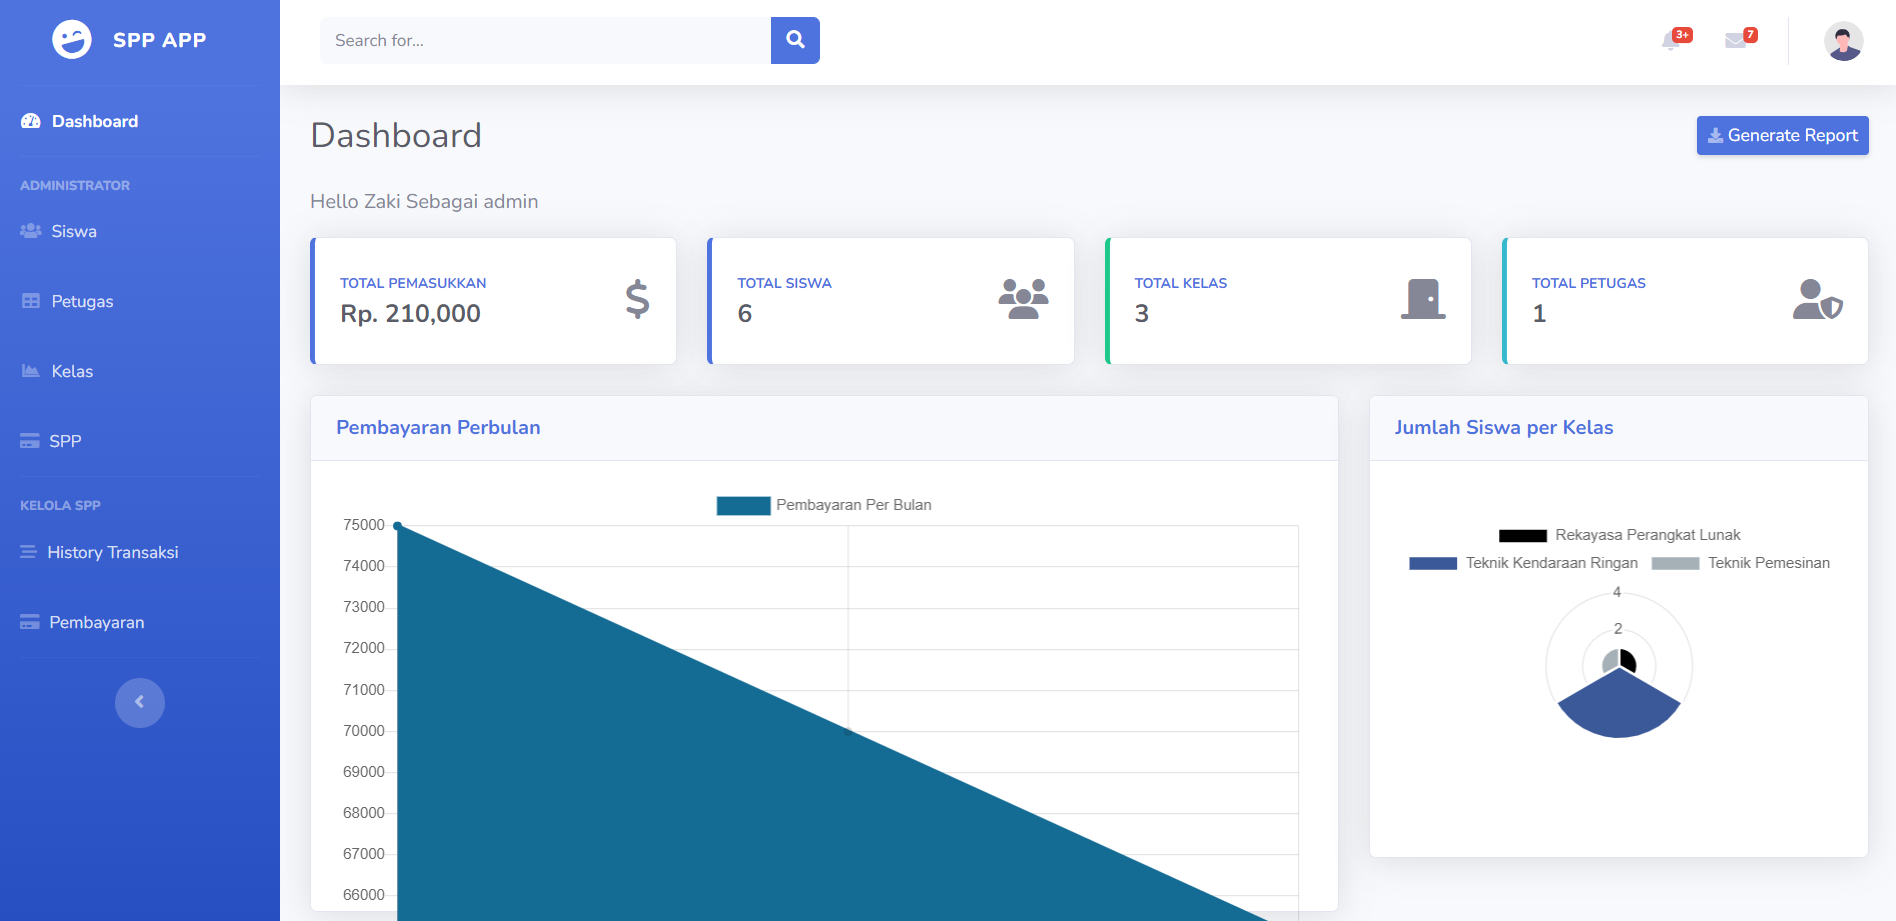 SPP APP
Search for...
3+
7
Dashboard
ADMINISTRATOR
Siswa
Petugas
Kelas
SPP
KELOLA SPP
History Transaksi
Pembayaran
Dashboard
Generate Report
Hello Zaki Sebagai admin
TOTAL PEMASUKKAN
Rp. 210,000
TOTAL SISWA
6
TOTAL KELAS
3
TOTAL PETUGAS
1
Pembayaran Perbulan
Pembayaran Per Bulan
75000
74000
73000
72000
71000
70000
69000
68000
67000
66000
Jumlah Siswa per Kelas
Rekayasa Perangkat Lunak
Teknik Kendaraan Ringan Teknik Pemesinan
4
2